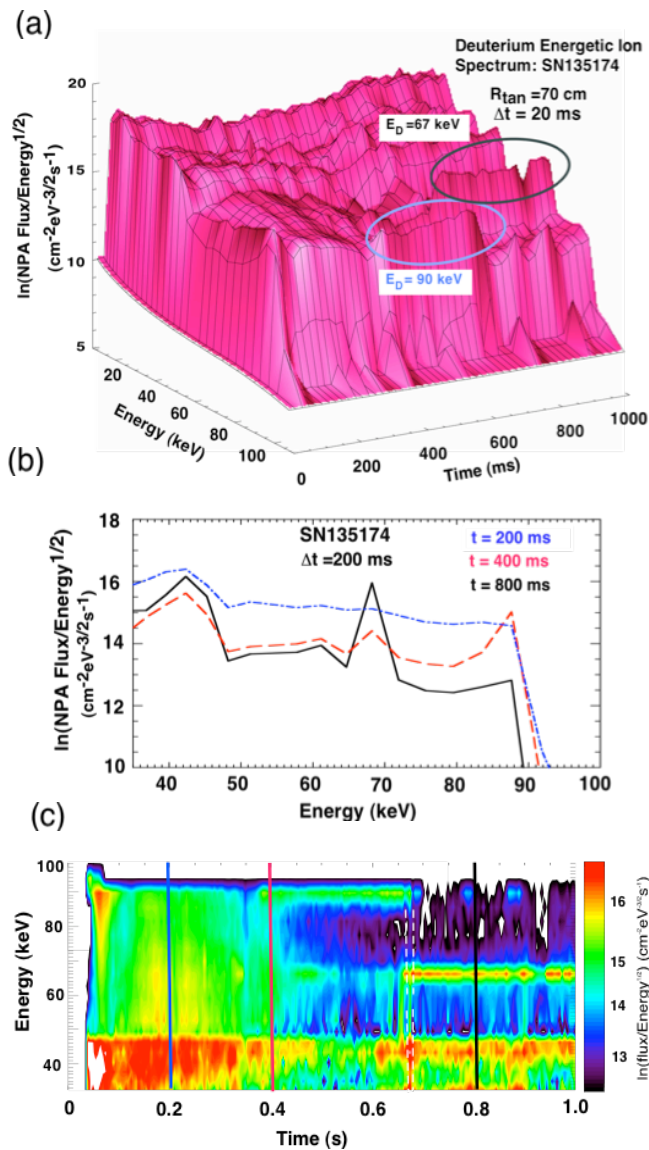 (a)
Deuterium Energetic Ion
Spectrum: SN135174
R_tan =70 cm
Δt = 20 ms
E_D =67 keV
E_D = 90 keV
ln(NPA Flux/Energy^1/2)
(cm^-2eV^-3/2s^-1)
20
15
10
5
20
40
60
80
100
Energy (keV)
0
200
400
600
800
1000
Time (ms)
(b)
SN135174
Δt =200 ms
t = 200 ms
t = 400 ms
t = 800 ms
ln(NPA Flux/Energy^1/2)
(cm^-2eV^-3/2s^-1)
18
16
14
12
10
40 50 60 70 80 90 100
Energy (keV)
(c)
Energy (keV)
100
80
60
40
0 0.2 0.4 0.6 0.8 1.0
Time (s)
16
15
14
13
ln(flux/Energy^1/2) (cm^-2eV^-3/2s^-1)